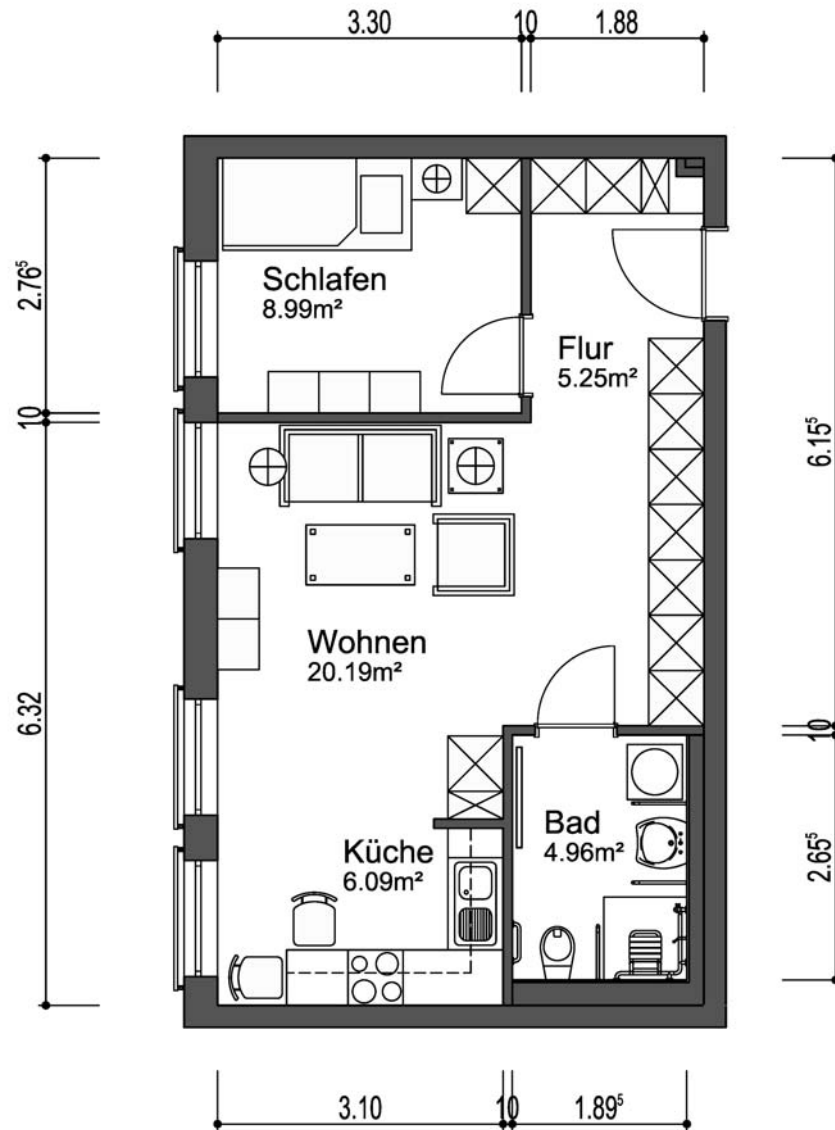 3.30 10 1.88
2.76⁵
10
6.32
Schlafen
8.99m²
Flur
5.25m²
6.15⁵
Wohnen
20.19m²
10
Küche
6.09m²
Bad
4.96m²
2.65⁵
3.10 10 1.89⁵